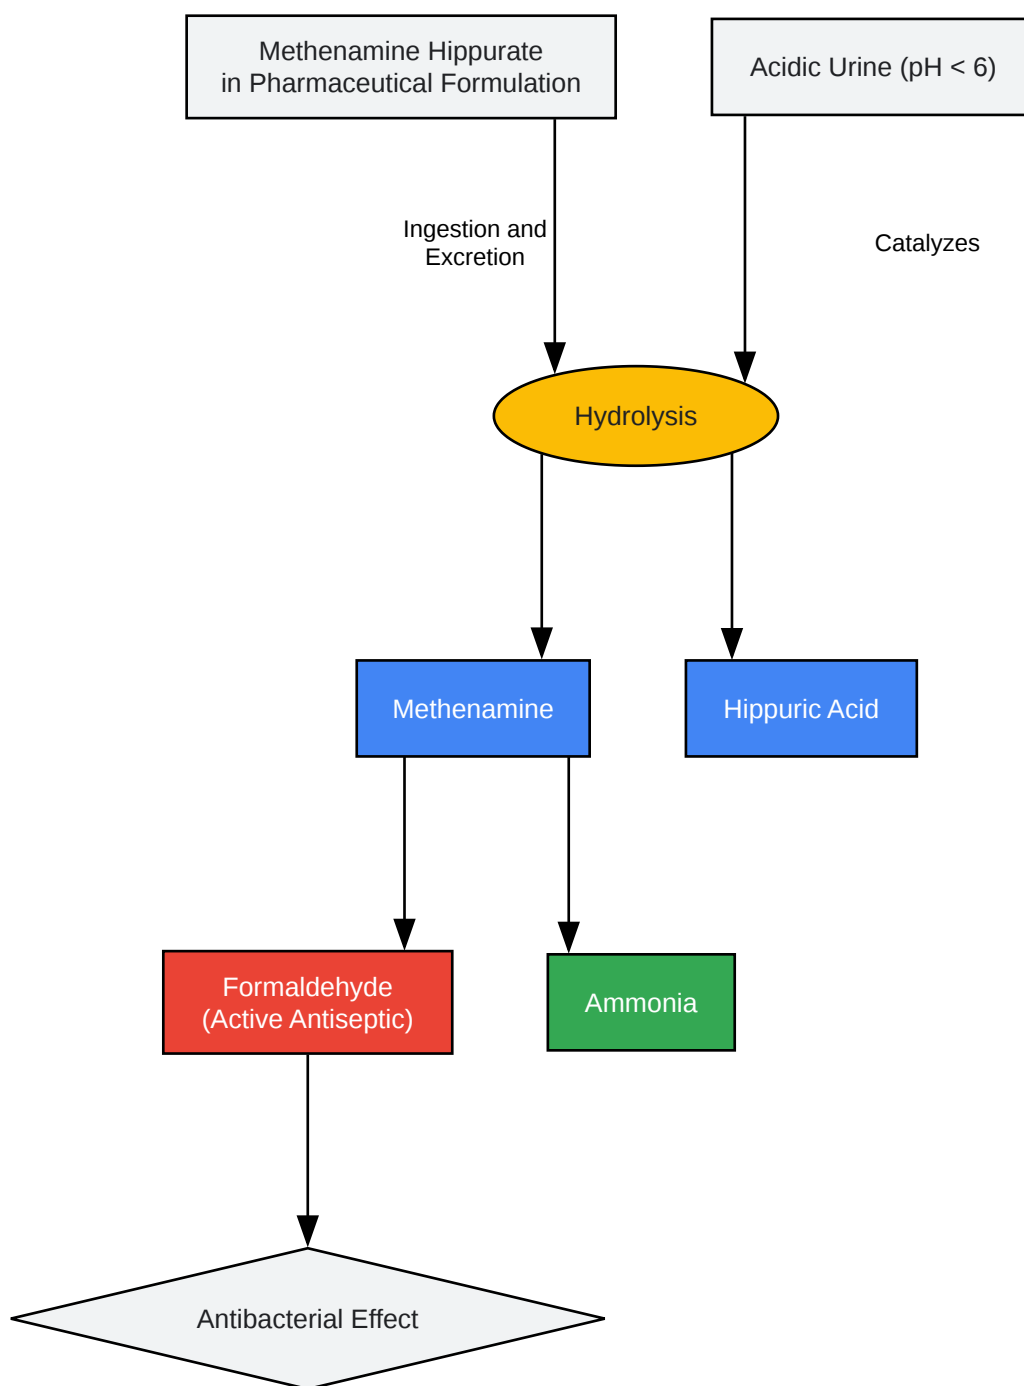 Methenamine Hippurate
in Pharmaceutical Formulation
Acidic Urine (pH < 6)
Ingestion and
Excretion
Catalyzes
Hydrolysis
Methenamine
Hippuric Acid
Formaldehyde
(Active Antiseptic)
Ammonia
Antibacterial Effect